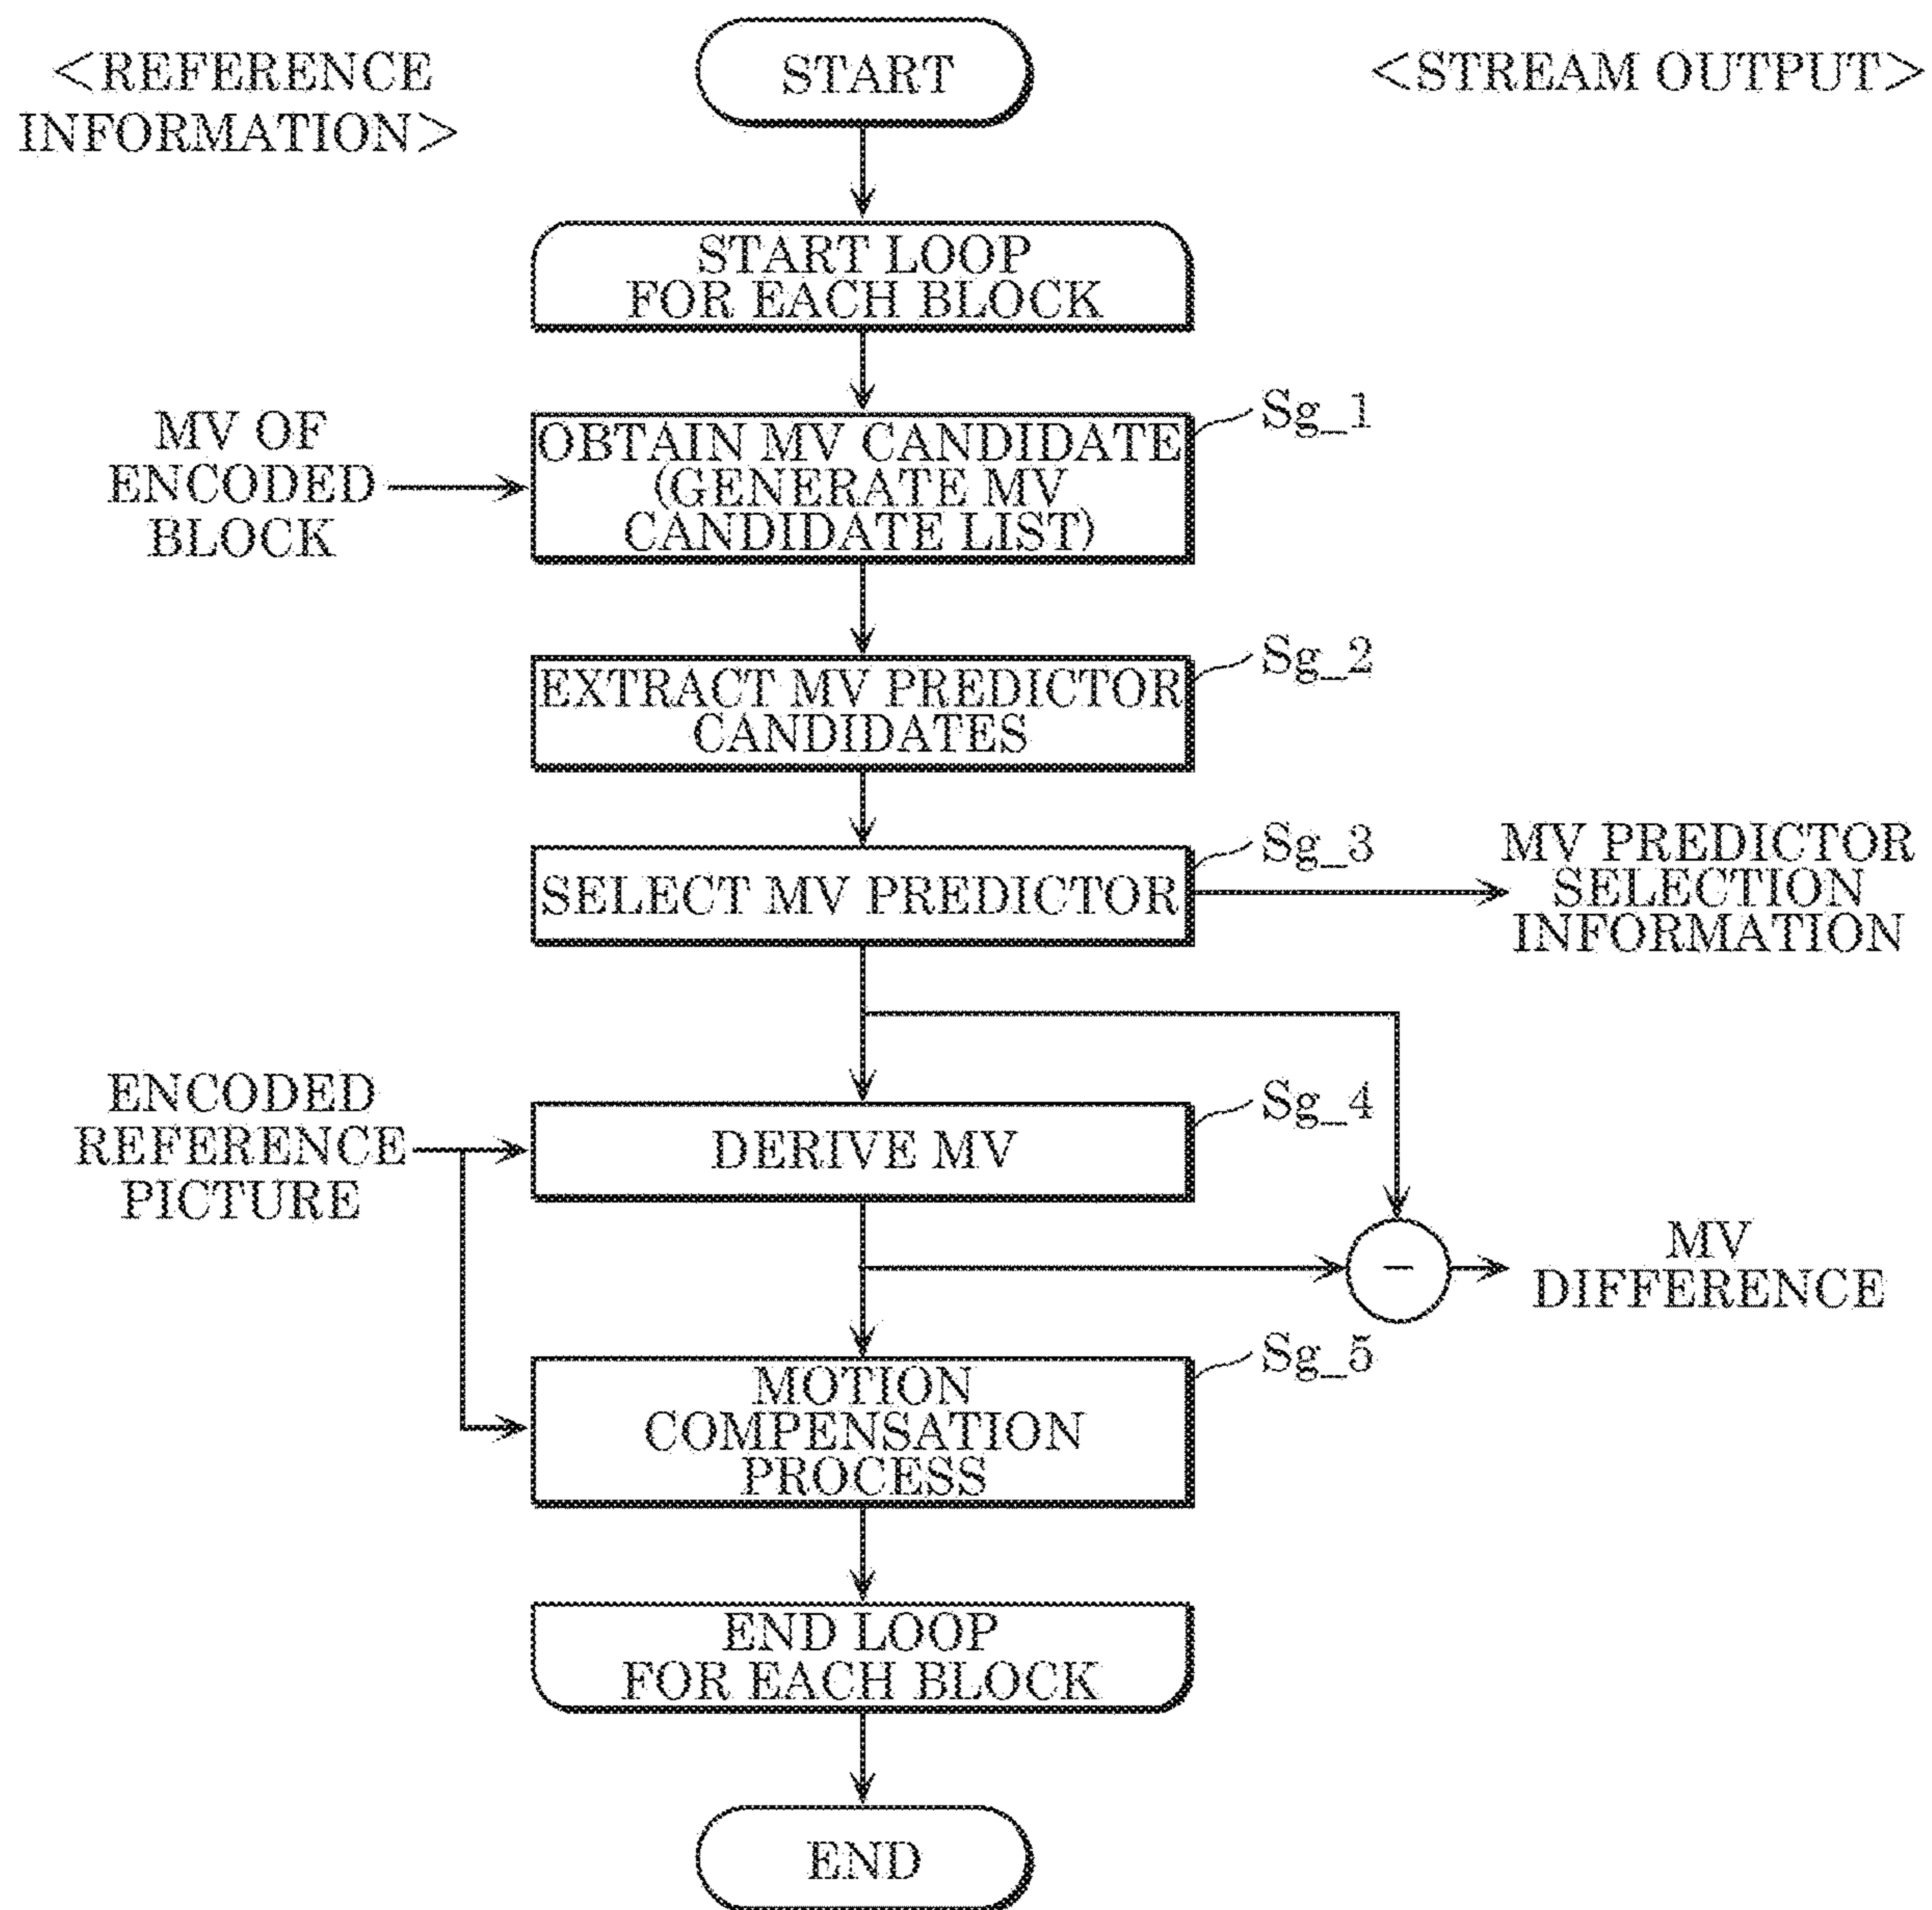 <REFERENCE
INFORMATION>
START
<STREAM OUTPUT>
START LOOP
FOR EACH BLOCK
MV OF
ENCODED
BLOCK
OBTAIN MV CANDIDATE
(GENERATE MV
CANDIDATE LIST)
Sg_1
EXTRACT MV PREDICTOR
CANDIDATES
Sg_2
SELECT MV PREDICTOR
Sg_3
MV PREDICTOR
SELECTION
INFORMATION
ENCODED
REFERENCE
PICTURE
DERIVE MV
Sg_4
−
MV
DIFFERENCE
MOTION
COMPENSATION
PROCESS
Sg_5
END LOOP
FOR EACH BLOCK
END